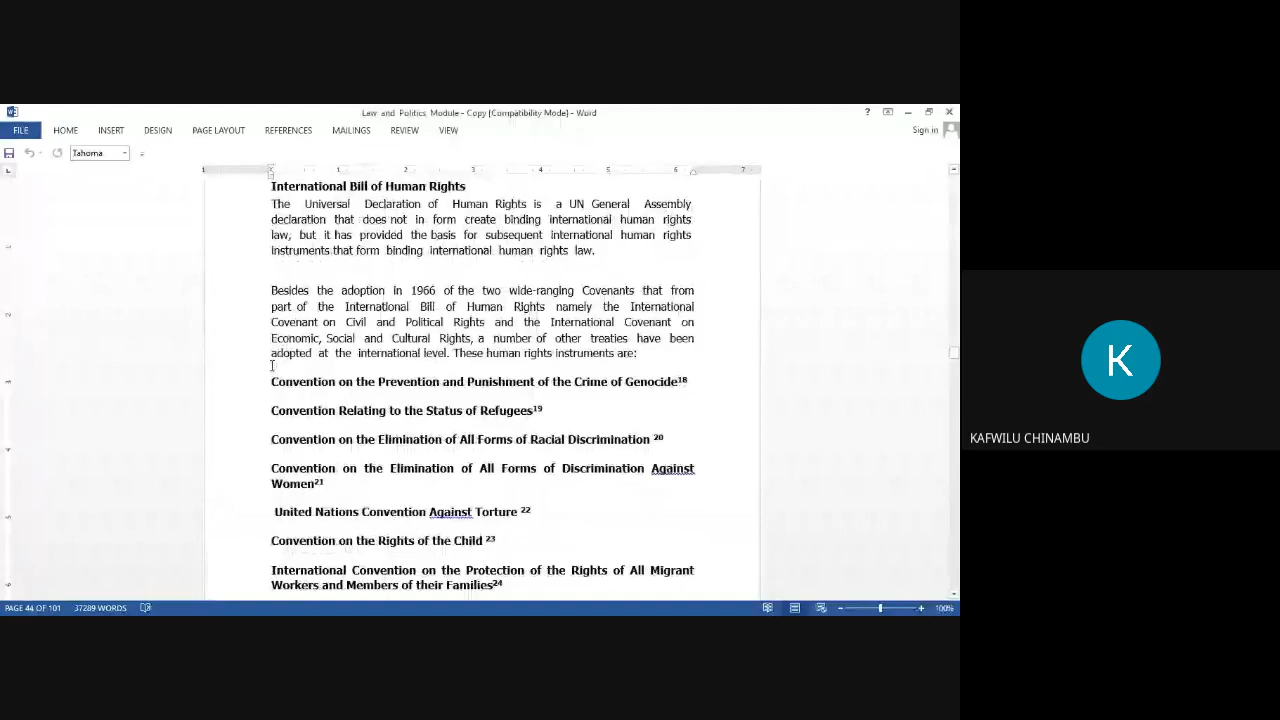 Law and Politics Module - Copy [Compatibility Mode] - Word
?
FILE HOME INSERT DESIGN PAGE LAYOUT REFERENCES MAILINGS REVIEW VIEW
Sign in
Tahoma
1 1 2 3 4 5 6 7
International Bill of Human Rights
The Universal Declaration of Human Rights is a UN General Assembly
declaration that does not in form create binding international human rights
law, but it has provided the basis for subsequent international human rights
instruments that form binding international human rights law.
Besides the adoption in 1966 of the two wide-ranging Covenants that from
part of the International Bill of Human Rights namely the International
Covenant on Civil and Political Rights and the International Covenant on
Economic, Social and Cultural Rights, a number of other treaties have been
adopted at the international level. These human rights instruments are:
Convention on the Prevention and Punishment of the Crime of Genocide18
Convention Relating to the Status of Refugees19
Convention on the Elimination of All Forms of Racial Discrimination 20
Convention on the Elimination of All Forms of Discrimination Against
Women21
United Nations Convention Against Torture 22
Convention on the Rights of the Child 23
International Convention on the Protection of the Rights of All Migrant
Workers and Members of their Families24
PAGE 44 OF 101 37289 WORDS
100%
K
KAFWILU CHINAMBU